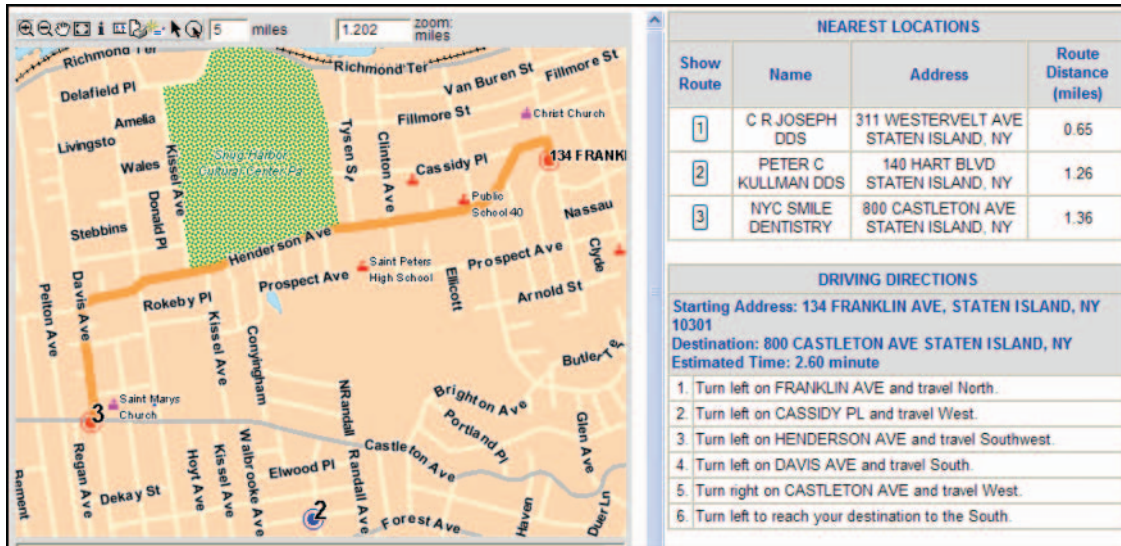 5 miles 1.202 zoom: miles
Richmond Ter
Richmond Ter
Delafield Pl
Van Buren St
Fillmore St
Fillmore St
Christ Church
Amelia
Livingsto
Wales
Kissel Ave
Donald Pl
Snug Harbor
Cultural Center Pa
Tysen St
Clinton Ave
Cassidy Pl
134 FRANKL
Public
School 40
Nassau
Stebbins
Henderson Ave
Saint Peters
High School
Prospect Ave
Prospect Ave
Clyde
Ellicott
Arnold St
Pelton Ave
Davis Ave
Rokeby Pl
Kissel Ave
Conyingham
Butler Ter
NRandall
Brighton Ave
Portland Pl
Glen Ave
Saint Marys
Church
3
Castleton Ave
Regan Ave
Bement
Dekay St
Hoyt Ave
Kissel Ave
Walbrooke Ave
Elwood Pl
Randall Ave
2
Forest Ave
Haven
Duer Ln
NEAREST LOCATIONS
Show Route Name Address Route Distance (miles)
1 C R JOSEPH DDS 311 WESTERVELT AVE STATEN ISLAND, NY 0.65
2 PETER C KULLMAN DDS 140 HART BLVD STATEN ISLAND, NY 1.26
3 NYC SMILE DENTISTRY 800 CASTLETON AVE STATEN ISLAND, NY 1.36
DRIVING DIRECTIONS
Starting Address: 134 FRANKLIN AVE, STATEN ISLAND, NY
10301
Destination: 800 CASTLETON AVE STATEN ISLAND, NY
Estimated Time: 2.60 minute
1. Turn left on FRANKLIN AVE and travel North.
2. Turn left on CASSIDY PL and travel West.
3. Turn left on HENDERSON AVE and travel Southwest.
4. Turn left on DAVIS AVE and travel South.
5. Turn right on CASTLETON AVE and travel West.
6. Turn left to reach your destination to the South.